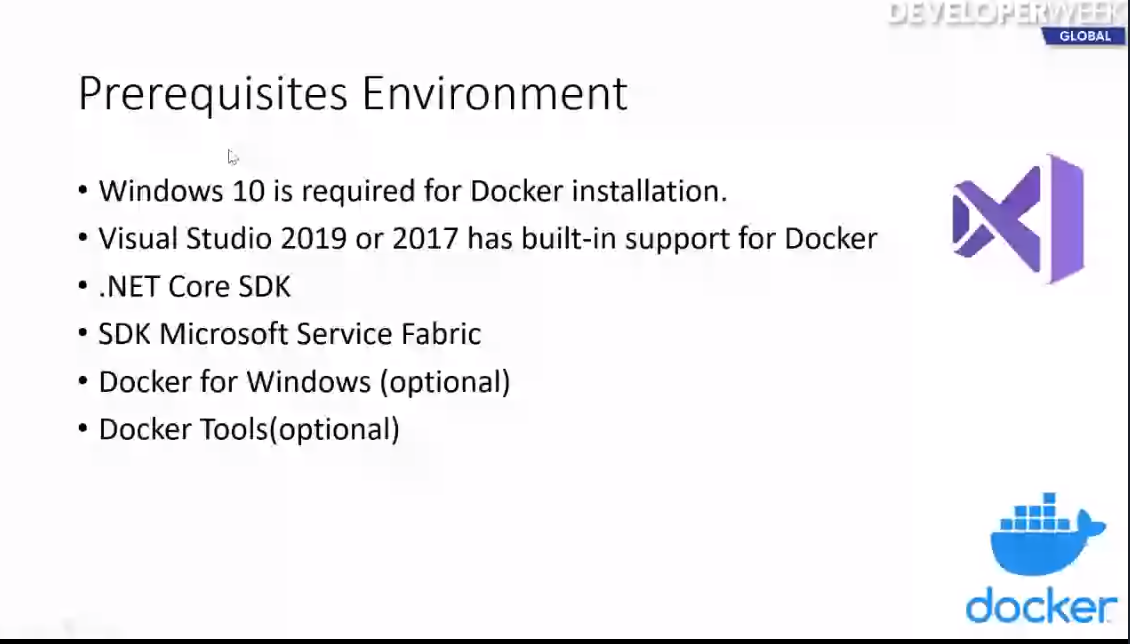 DEVELOPERWEEK
GLOBAL
Prerequisites Environment
• Windows 10 is required for Docker installation.
• Visual Studio 2019 or 2017 has built-in support for Docker
• .NET Core SDK
• SDK Microsoft Service Fabric
• Docker for Windows (optional)
• Docker Tools(optional)
docker